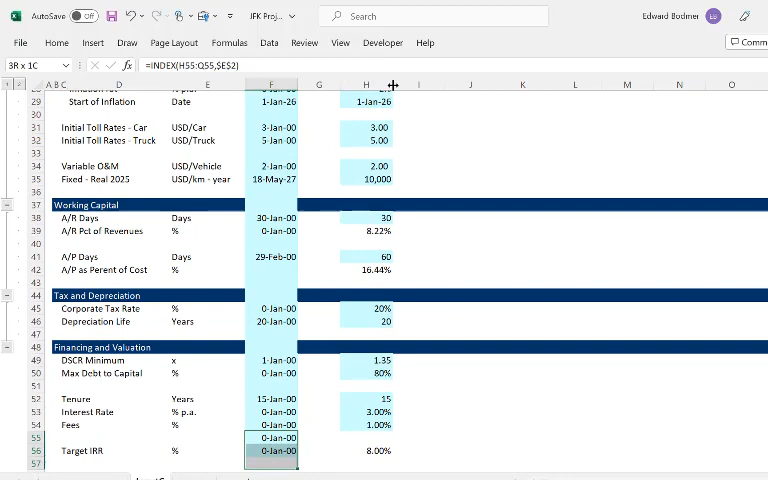 AutoSave Off JFK Proj... Search Edward Bodmer EB
File Home Insert Draw Page Layout Formulas Data Review View Developer Help Comm
3R x 1C fx =INDEX(H55:Q55,$E$2)
1 2 A B C D E F G H I J K L M N O
29 Start of Inflation Date 1-Jan-26 1-Jan-26
30
31 Initial Toll Rates - Car USD/Car 3-Jan-00 3.00
32 Initial Toll Rates - Truck USD/Truck 5-Jan-00 5.00
33
34 Variable O&M USD/Vehicle 2-Jan-00 2.00
35 Fixed - Real 2025 USD/km - year 18-May-27 10,000
36
37 Working Capital
38 A/R Days Days 30-Jan-00 30
39 A/R Pct of Revenues % 0-Jan-00 8.22%
40
41 A/P Days Days 29-Feb-00 60
42 A/P as Perent of Cost % 16.44%
43
44 Tax and Depreciation
45 Corporate Tax Rate % 0-Jan-00 20%
46 Depreciation Life Years 20-Jan-00 20
47
48 Financing and Valuation
49 DSCR Minimum x 1-Jan-00 1.35
50 Max Debt to Capital % 0-Jan-00 80%
51
52 Tenure Years 15-Jan-00 15
53 Interest Rate % p.a. 0-Jan-00 3.00%
54 Fees % 0-Jan-00 1.00%
55 0-Jan-00
56 Target IRR % 0-Jan-00 8.00%
57